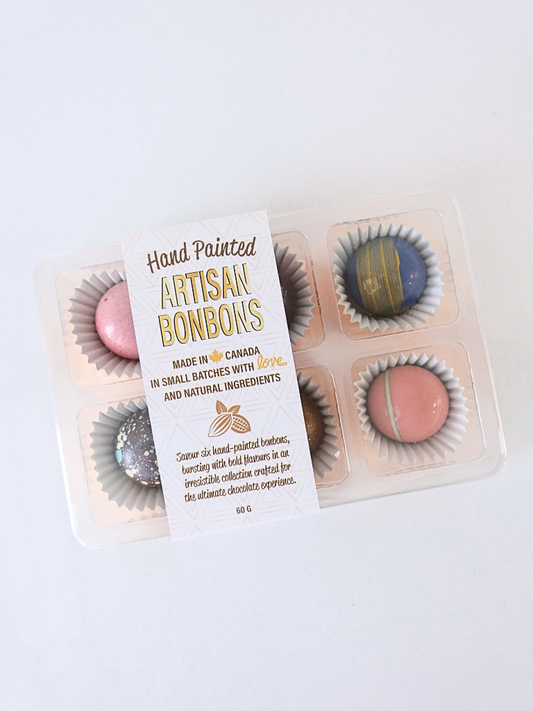 Hand Painted
ARTISAN
BONBONS
MADE IN CANADA
IN SMALL BATCHES WITH love
AND NATURAL INGREDIENTS
Savour six hand-painted bonbons,
bursting with bold flavours in an
irresistible collection crafted for
the ultimate chocolate experience.
60 G